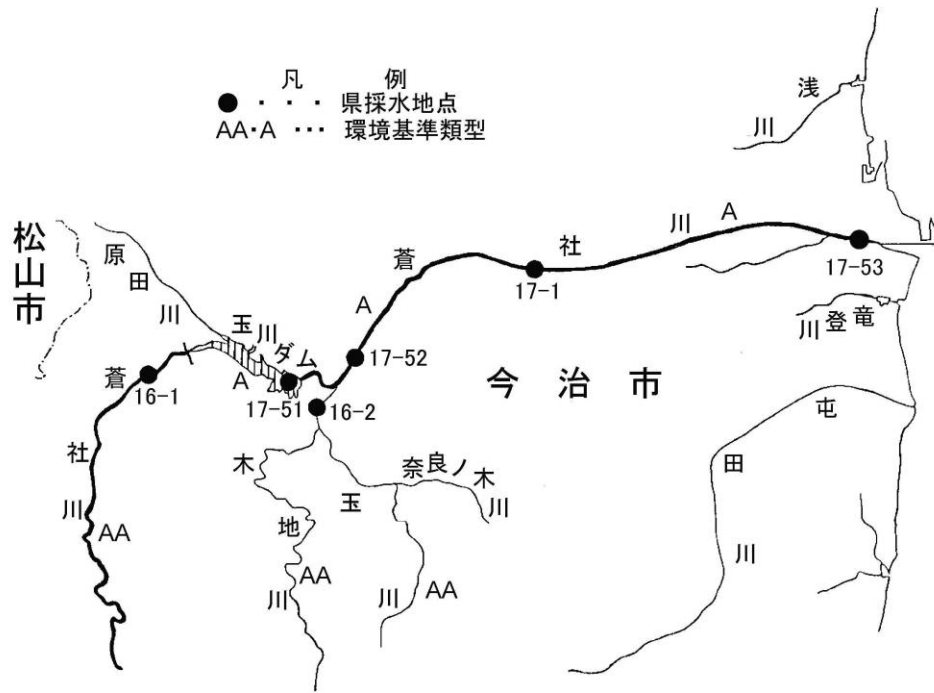 凡 例
● ・ ・ ・ 県採水地点
AA・A ・・・ 環境基準類型
浅川
松山市
原田川
玉川ダム
A
蒼社川
A
A
17-1
17-53
登竜川
蒼社川
AA
16-1
17-51
17-52
16-2
今治市
木地川
AA
奈良ノ木川
玉川
AA
屯田川